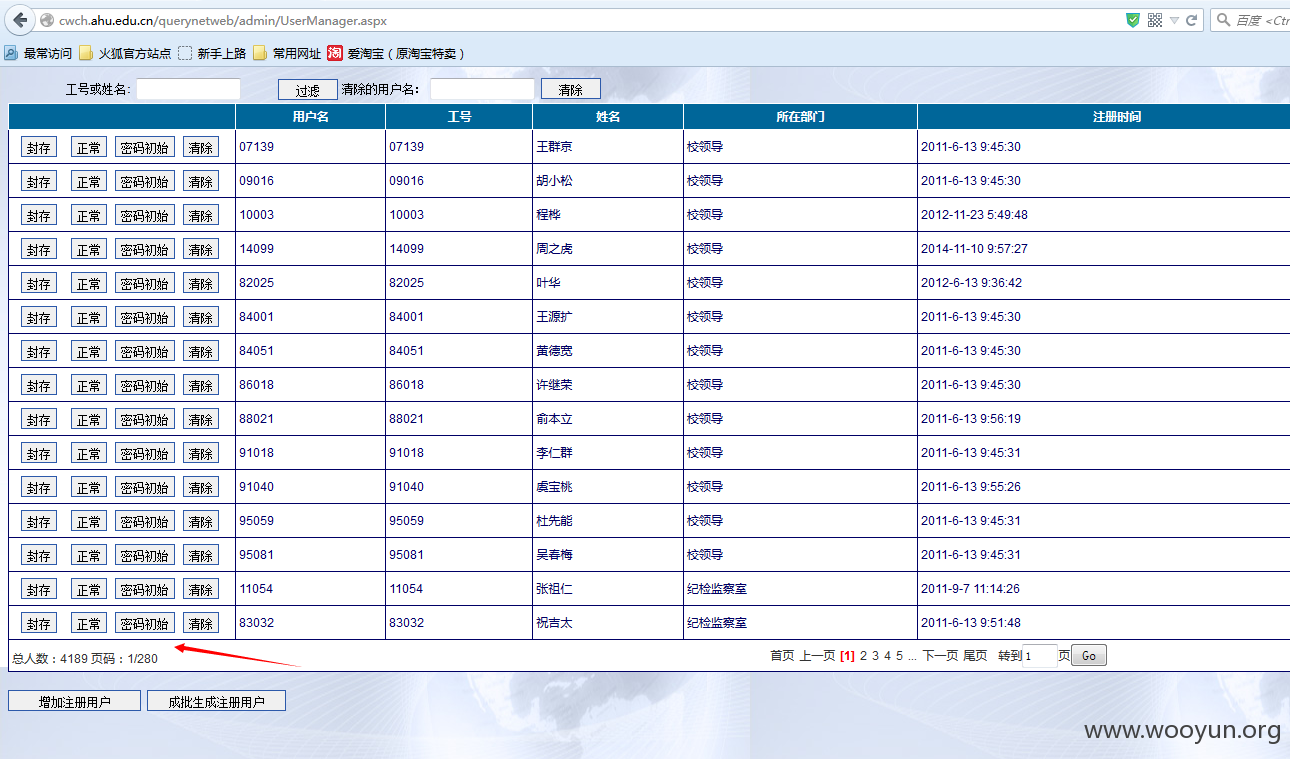 cwch.ahu.edu.cn/querynetweb/admin/UserManager.aspx 百度 <Ctr
最常访问 火狐官方站点 新手上路 常用网址 淘 爱淘宝（原淘宝特卖）
工号或姓名： 过滤 清除的用户名： 清除
用户名 工号 姓名 所在部门 注册时间
封存 正常 密码初始 清除 07139 07139 王群京 校领导 2011-6-13 9:45:30
封存 正常 密码初始 清除 09016 09016 胡小松 校领导 2011-6-13 9:45:30
封存 正常 密码初始 清除 10003 10003 程桦 校领导 2012-11-23 5:49:48
封存 正常 密码初始 清除 14099 14099 周之虎 校领导 2014-11-10 9:57:27
封存 正常 密码初始 清除 82025 82025 叶华 校领导 2012-6-13 9:36:42
封存 正常 密码初始 清除 84001 84001 王源扩 校领导 2011-6-13 9:45:30
封存 正常 密码初始 清除 84051 84051 黄德宽 校领导 2011-6-13 9:45:30
封存 正常 密码初始 清除 86018 86018 许继荣 校领导 2011-6-13 9:45:30
封存 正常 密码初始 清除 88021 88021 俞本立 校领导 2011-6-13 9:56:19
封存 正常 密码初始 清除 91018 91018 李仁群 校领导 2011-6-13 9:45:31
封存 正常 密码初始 清除 91040 91040 虞宝桃 校领导 2011-6-13 9:55:26
封存 正常 密码初始 清除 95059 95059 杜先能 校领导 2011-6-13 9:45:31
封存 正常 密码初始 清除 95081 95081 吴春梅 校领导 2011-6-13 9:45:31
封存 正常 密码初始 清除 11054 11054 张祖仁 纪检监察室 2011-9-7 11:14:26
封存 正常 密码初始 清除 83032 83032 祝吉太 纪检监察室 2011-6-13 9:51:48
总人数：4189 页码：1/280 首页 上一页 [1] 2 3 4 5 ... 下一页 尾页 转到 1 页 Go
增加注册用户 成批生成注册用户
www.wooyun.org